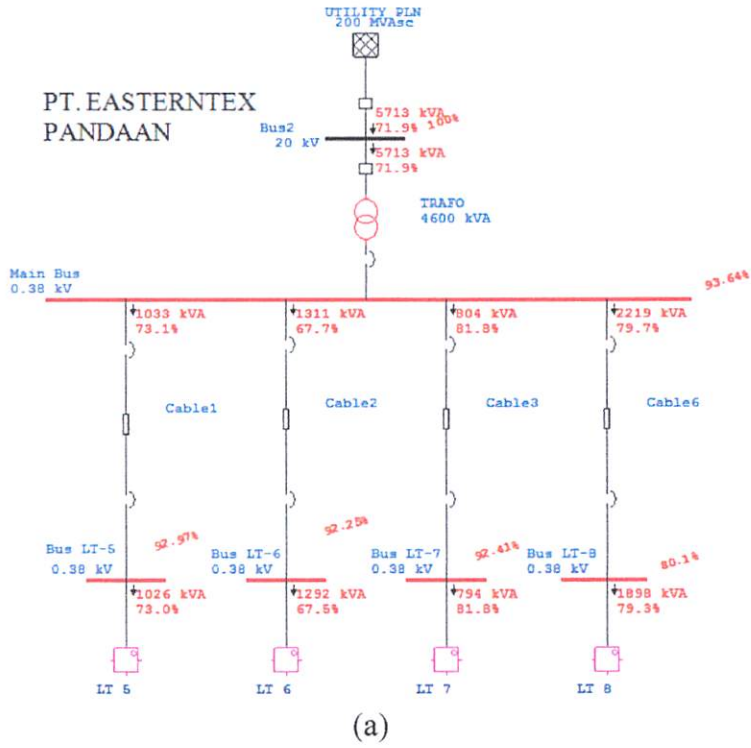 UTILITY PLN
200 MVAsc
PT. EASTERNTEX
PANDAAN
5713 kVA
71.9% 100%
Bus2
20 kV
5713 kVA
71.9%
TRAFO
4600 kVA
Main Bus
0.38 kV
93.64%
1033 kVA
73.1%
1311 kVA
67.7%
804 kVA
81.8%
2219 kVA
79.7%
Cable1
Cable2
Cable3
Cable6
Bus LT-5
0.38 kV
92.97%
Bus LT-6
0.38 kV
92.25%
Bus LT-7
0.38 kV
92.41%
Bus LT-8
0.38 kV
80.1%
1026 kVA
73.0%
1292 kVA
67.5%
794 kVA
81.8%
1898 kVA
79.3%
LT 5
LT 6
LT 7
LT 8
(a)